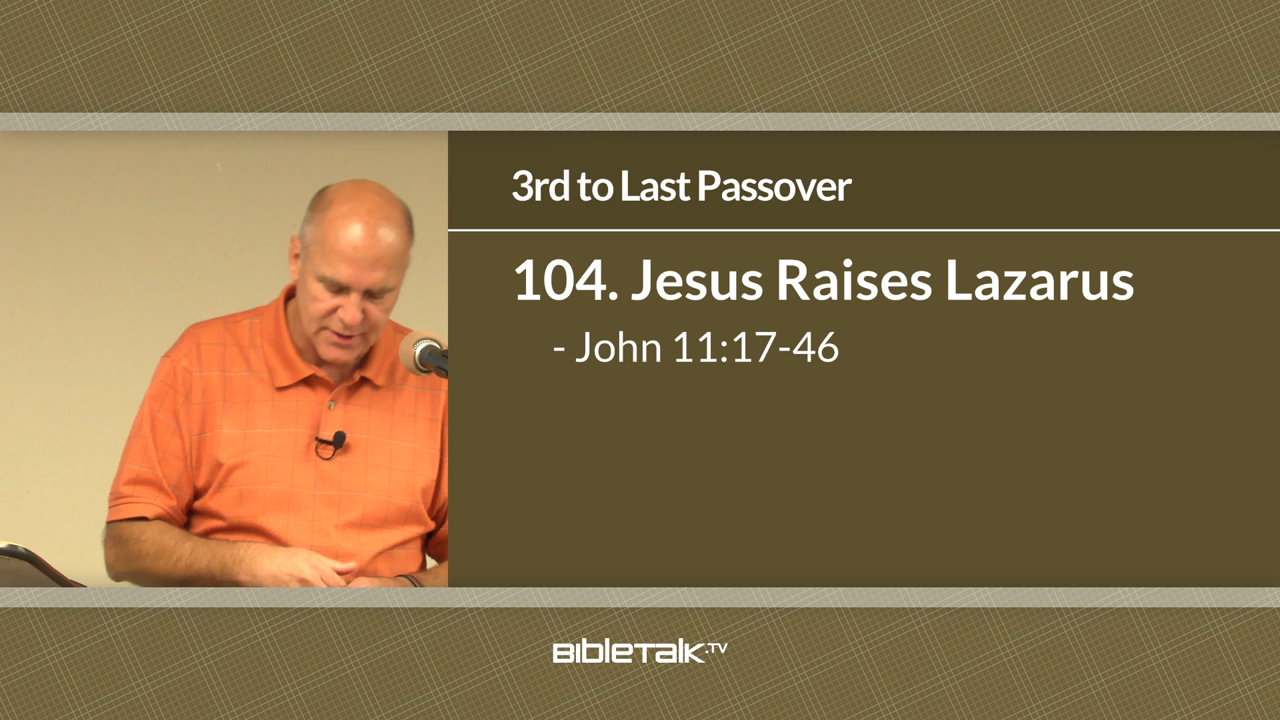 3rd to Last Passover
104. Jesus Raises Lazarus
- John 11:17-46
BIBLETALK.TV